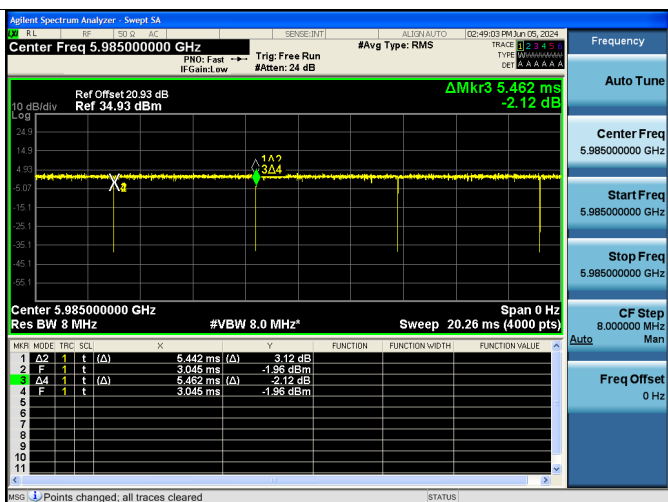 Agilent Spectrum Analyzer - Swept SA
LXI RL RF 50 Ω AC SENSE:INT ALIGN AUTO 02:49:03 PM Jun 05, 2024
Center Freq 5.985000000 GHz #Avg Type: RMS TRACE 1 2 3 4 5 6
PNO: Fast Trig: Free Run TYPE
IFGain:Low #Atten: 24 dB DET A A A A A A
Frequency
Auto Tune
Center Freq
5.985000000 GHz
Start Freq
5.985000000 GHz
Stop Freq
5.985000000 GHz
CF Step
8.000000 MHz
Auto Man
Freq Offset
0 Hz
ΔMkr3 5.462 ms
-2.12 dB
Ref Offset 20.93 dB
10 dB/div Ref 34.93 dBm
Log
24.9
14.9
4.93
-5.07
-15.1
-25.1
-35.1
-45.1
-55.1
1Δ2
3Δ4
Center 5.985000000 GHz Span 0 Hz
Res BW 8 MHz #VBW 8.0 MHz* Sweep 20.26 ms (4000 pts)
MKR MODE TRC SCL X Y FUNCTION FUNCTION WIDTH FUNCTION VALUE
1 Δ2 1 t (Δ) 5.442 ms (Δ) 3.12 dB
2 F 1 t 3.045 ms -1.96 dBm
3 Δ4 1 t (Δ) 5.462 ms (Δ) -2.12 dB
4 F 1 t 3.045 ms -1.96 dBm
5
6
7
8
9
10
11
MSG Points changed; all traces cleared STATUS